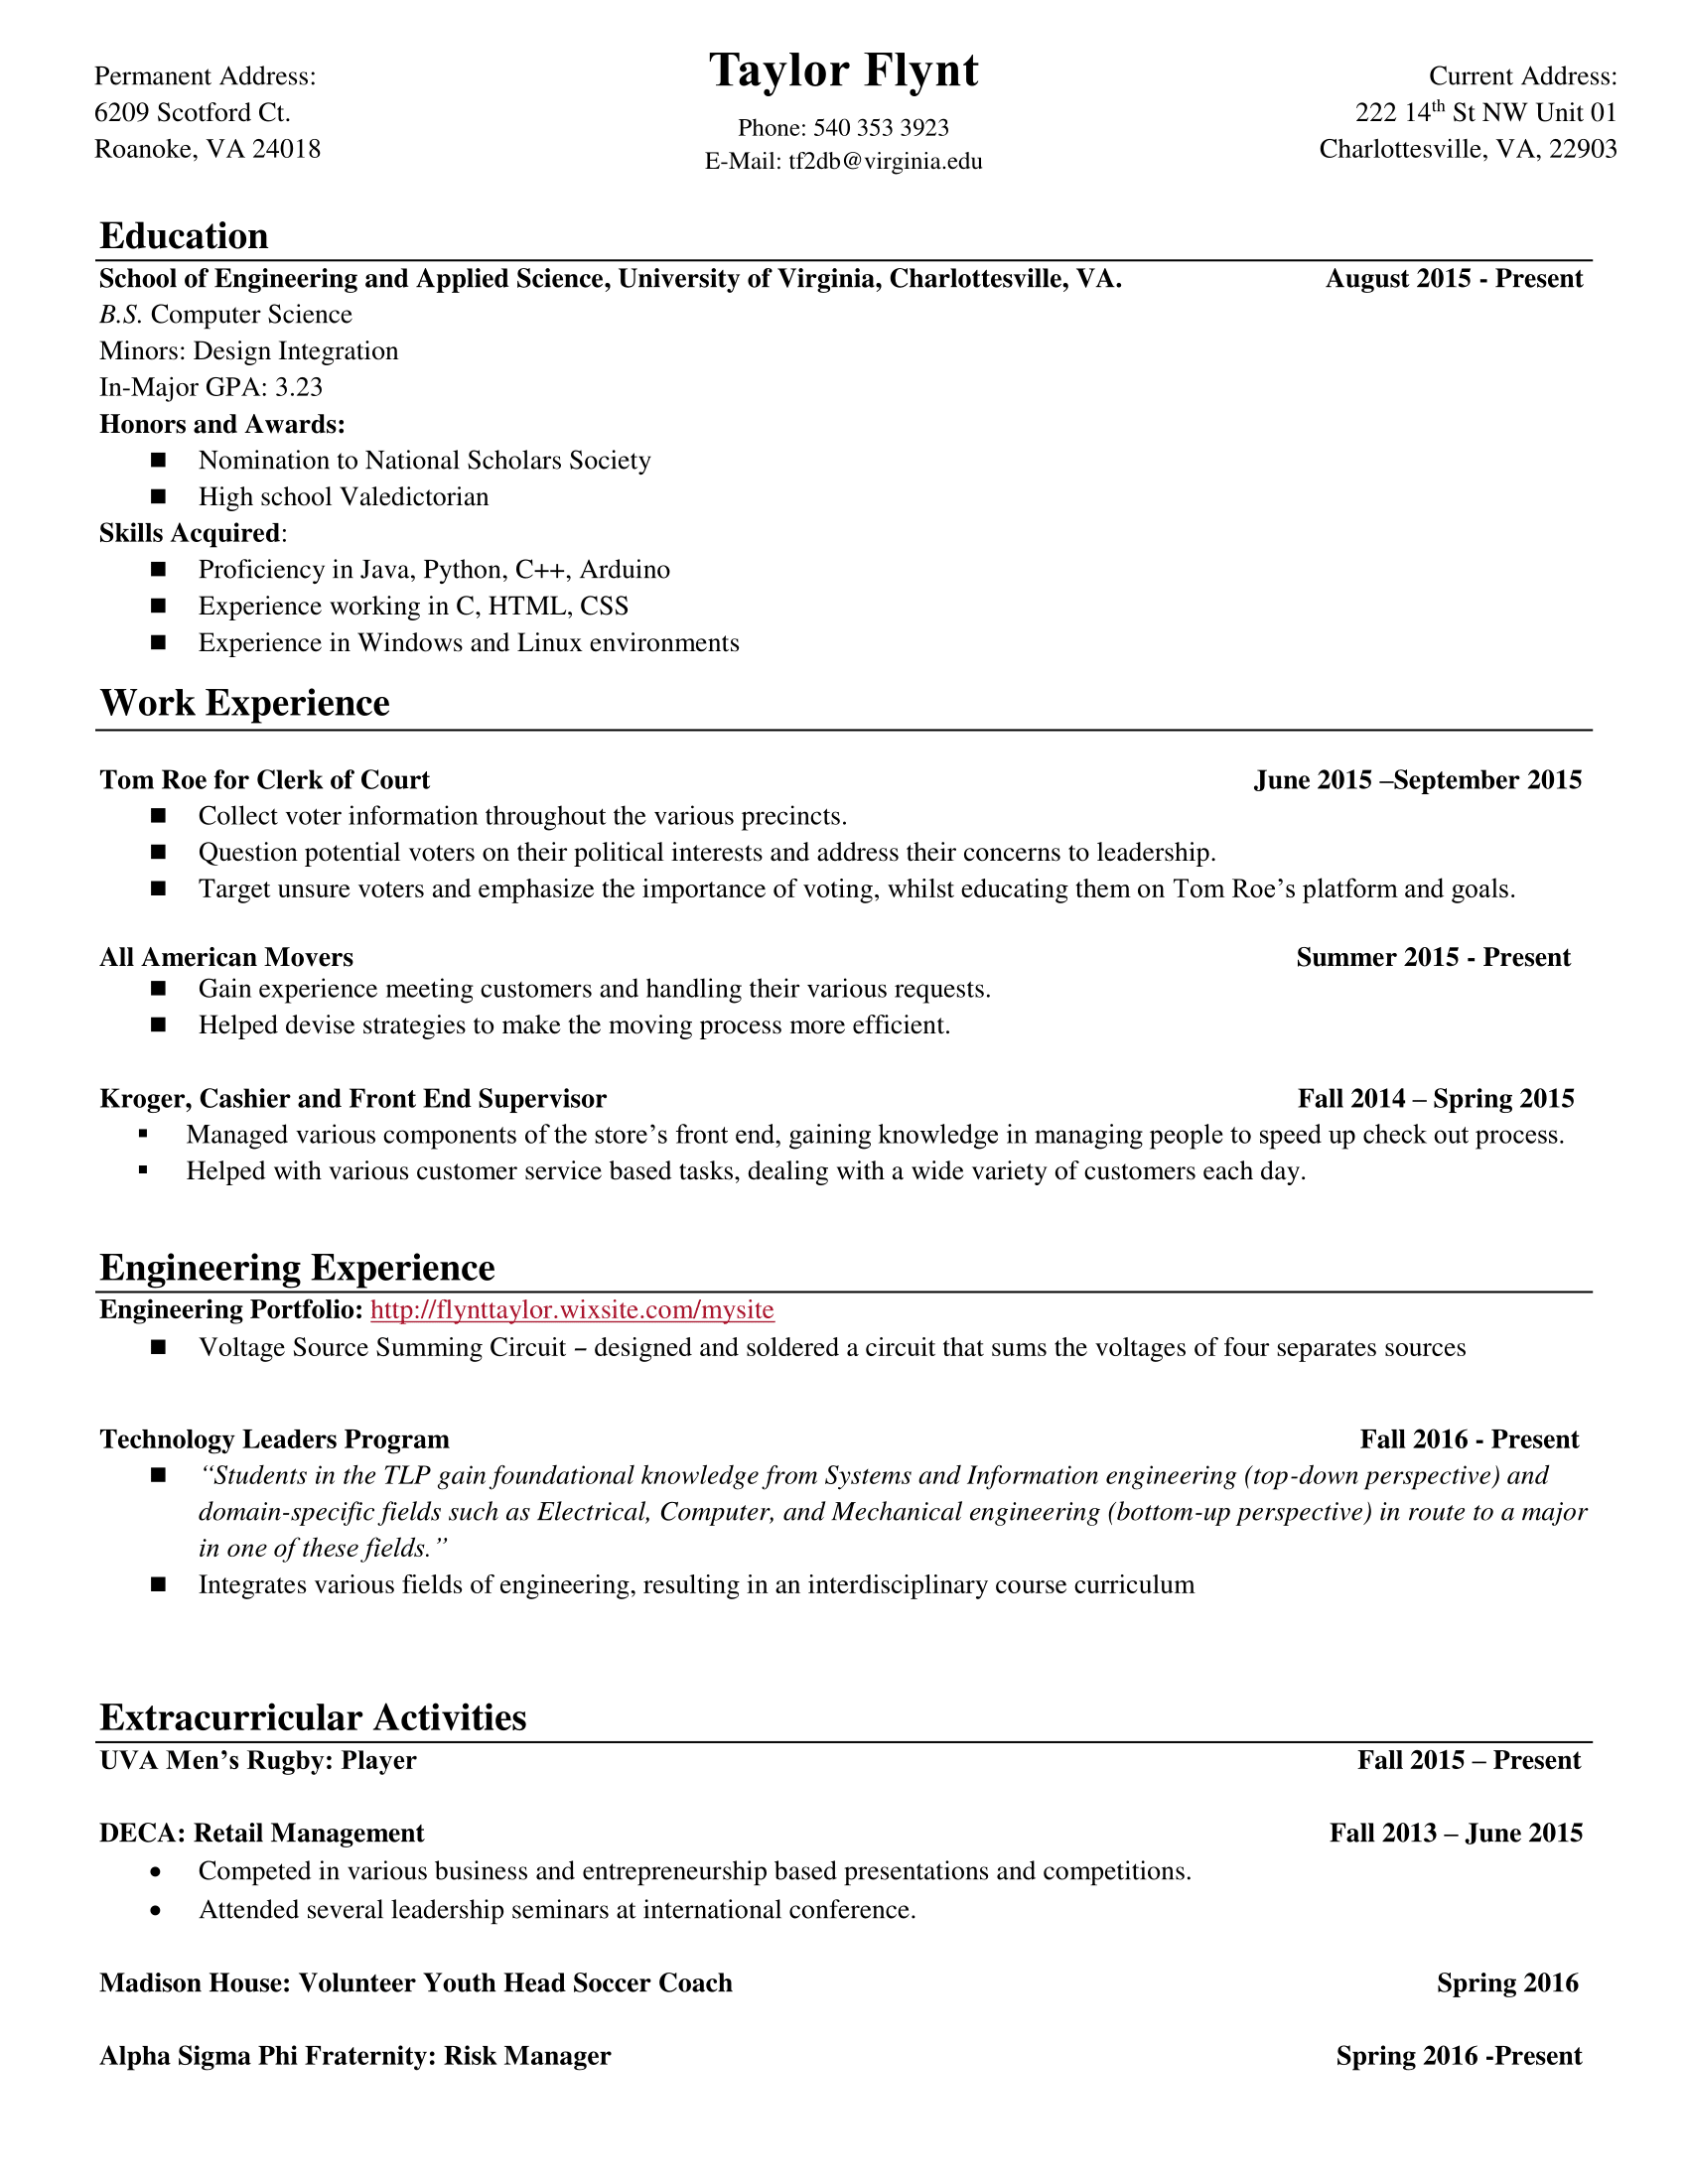 Permanent Address:
6209 Scotford Ct.
Roanoke, VA 24018
Taylor Flynt
Phone: 540 353 3923
E-Mail: tf2db@virginia.edu
Current Address:
222 14th St NW Unit 01
Charlottesville, VA, 22903
Education
School of Engineering and Applied Science, University of Virginia, Charlottesville, VA. August 2015 - Present
B.S. Computer Science
Minors: Design Integration
In-Major GPA: 3.23
Honors and Awards:
■ Nomination to National Scholars Society
■ High school Valedictorian
Skills Acquired:
■ Proficiency in Java, Python, C++, Arduino
■ Experience working in C, HTML, CSS
■ Experience in Windows and Linux environments
Work Experience
Tom Roe for Clerk of Court June 2015 –September 2015
■ Collect voter information throughout the various precincts.
■ Question potential voters on their political interests and address their concerns to leadership.
■ Target unsure voters and emphasize the importance of voting, whilst educating them on Tom Roe’s platform and goals.
All American Movers Summer 2015 - Present
■ Gain experience meeting customers and handling their various requests.
■ Helped devise strategies to make the moving process more efficient.
Kroger, Cashier and Front End Supervisor Fall 2014 – Spring 2015
▪ Managed various components of the store’s front end, gaining knowledge in managing people to speed up check out process.
▪ Helped with various customer service based tasks, dealing with a wide variety of customers each day.
Engineering Experience
Engineering Portfolio: http://flynttaylor.wixsite.com/mysite
■ Voltage Source Summing Circuit – designed and soldered a circuit that sums the voltages of four separates sources
Technology Leaders Program Fall 2016 - Present
■ “Students in the TLP gain foundational knowledge from Systems and Information engineering (top-down perspective) and
domain-specific fields such as Electrical, Computer, and Mechanical engineering (bottom-up perspective) in route to a major
in one of these fields.”
■ Integrates various fields of engineering, resulting in an interdisciplinary course curriculum
Extracurricular Activities
UVA Men’s Rugby: Player Fall 2015 – Present
DECA: Retail Management Fall 2013 – June 2015
• Competed in various business and entrepreneurship based presentations and competitions.
• Attended several leadership seminars at international conference.
Madison House: Volunteer Youth Head Soccer Coach Spring 2016
Alpha Sigma Phi Fraternity: Risk Manager Spring 2016 -Present